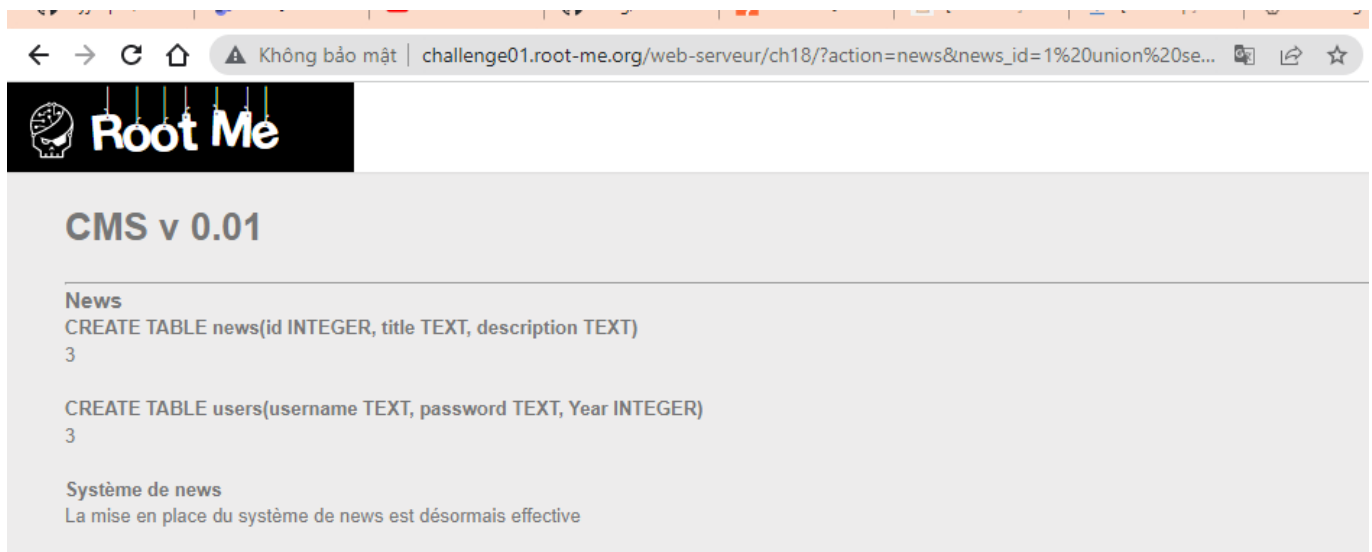 Không bảo mật | challenge01.root-me.org/web-serveur/ch18/?action=news&news_id=1%20union%20se...
Root Me
CMS v 0.01
News
CREATE TABLE news(id INTEGER, title TEXT, description TEXT)
3
CREATE TABLE users(username TEXT, password TEXT, Year INTEGER)
3
Système de news
La mise en place du système de news est désormais effective